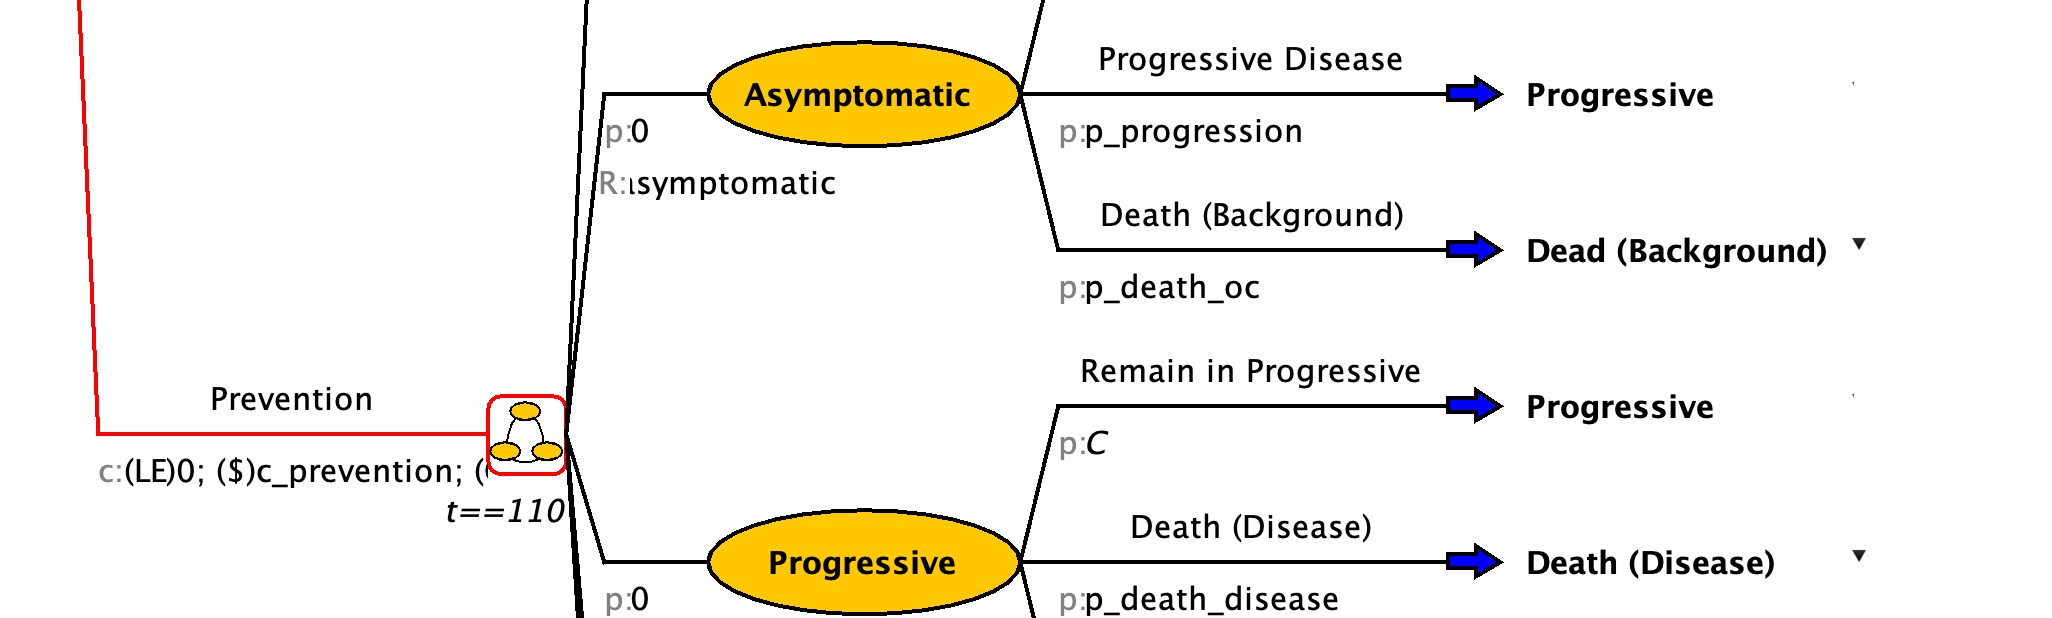 Progressive Disease
Asymptomatic
Progressive
p:0
p:p_progression
R:asymptomatic
Death (Background)
Dead (Background)
p:p_death_oc
Remain in Progressive
Prevention
Progressive
p:C
c:(LE)0; ($)c_prevention; (
t==110
Death (Disease)
Progressive
Death (Disease)
p:0
p:p_death_disease